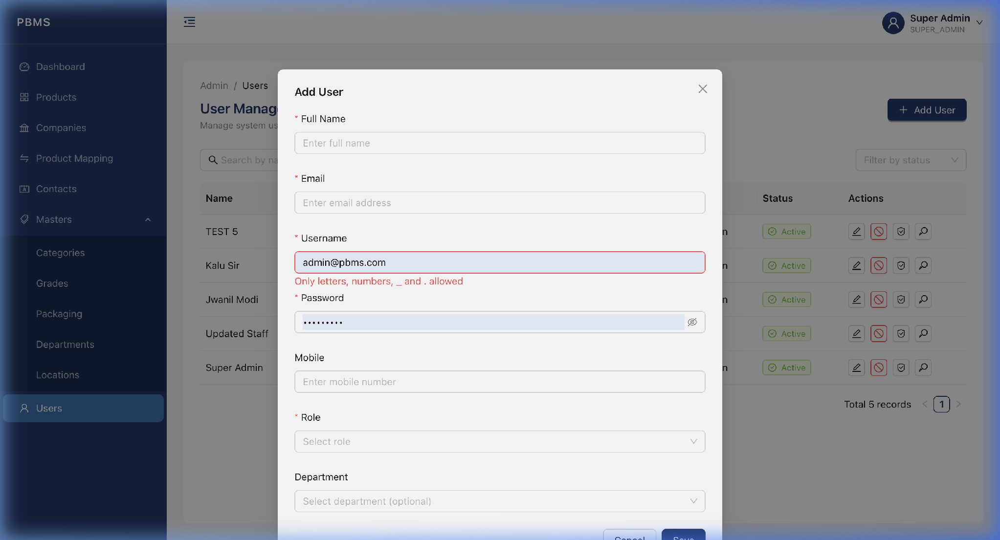 PBMS
Super Admin
SUPER_ADMIN
Dashboard
Products
Companies
Product Mapping
Contacts
Masters
Categories
Grades
Packaging
Departments
Locations
Users
Admin / Users
User Manag
Manage system us
+ Add User
Search by na
Filter by status
Name
Status
Actions
TEST 5
n
Active
Kalu Sir
n
Active
Jwanil Modi
n
Active
Updated Staff
n
Active
Super Admin
n
Active
Total 5 records
1
Add User
* Full Name
Enter full name
* Email
Enter email address
* Username
admin@pbms.com
Only letters, numbers, _ and . allowed
* Password
•••••••••
Mobile
Enter mobile number
* Role
Select role
Department
Select department (optional)
Cancel
Save